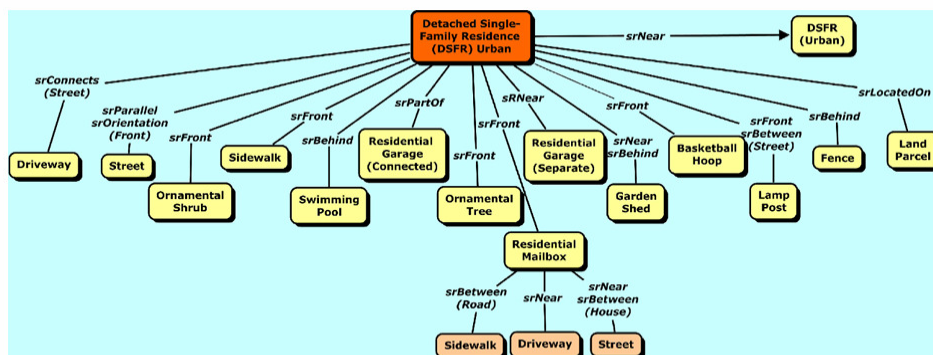 Detached Single-
Family Residence
(DSFR) Urban
srNear
DSFR
(Urban)
srConnects
(Street)
srParallel
srOrientation
(Front)
srFront
srFront
srBehind
srPartOf
srFront
srFront
sRNear
srNear
srBehind
srFront
srFront
srBetween
(Street)
srBehind
srLocatedOn
Driveway
Street
Ornamental
Shrub
Sidewalk
Swimming
Pool
Residential
Garage
(Connected)
Ornamental
Tree
Residential
Garage
(Separate)
Garden
Shed
Basketball
Hoop
Lamp
Post
Fence
Land
Parcel
Residential
Mailbox
srBetween
(Road)
srNear
srNear
srBetween
(House)
Sidewalk
Driveway
Street